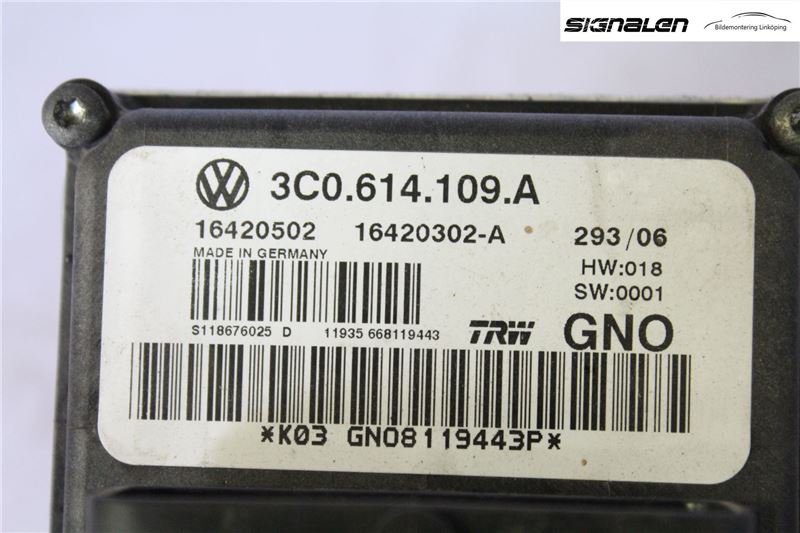 SIGNALEN
Bildemontering Linköping
3C0.614.109.A
16420502 16420302-A 293/06
MADE IN GERMANY
HW:018
SW:0001
S118676025 D 11935 668119443
TRW GNO
*K03 GNO8119443P*